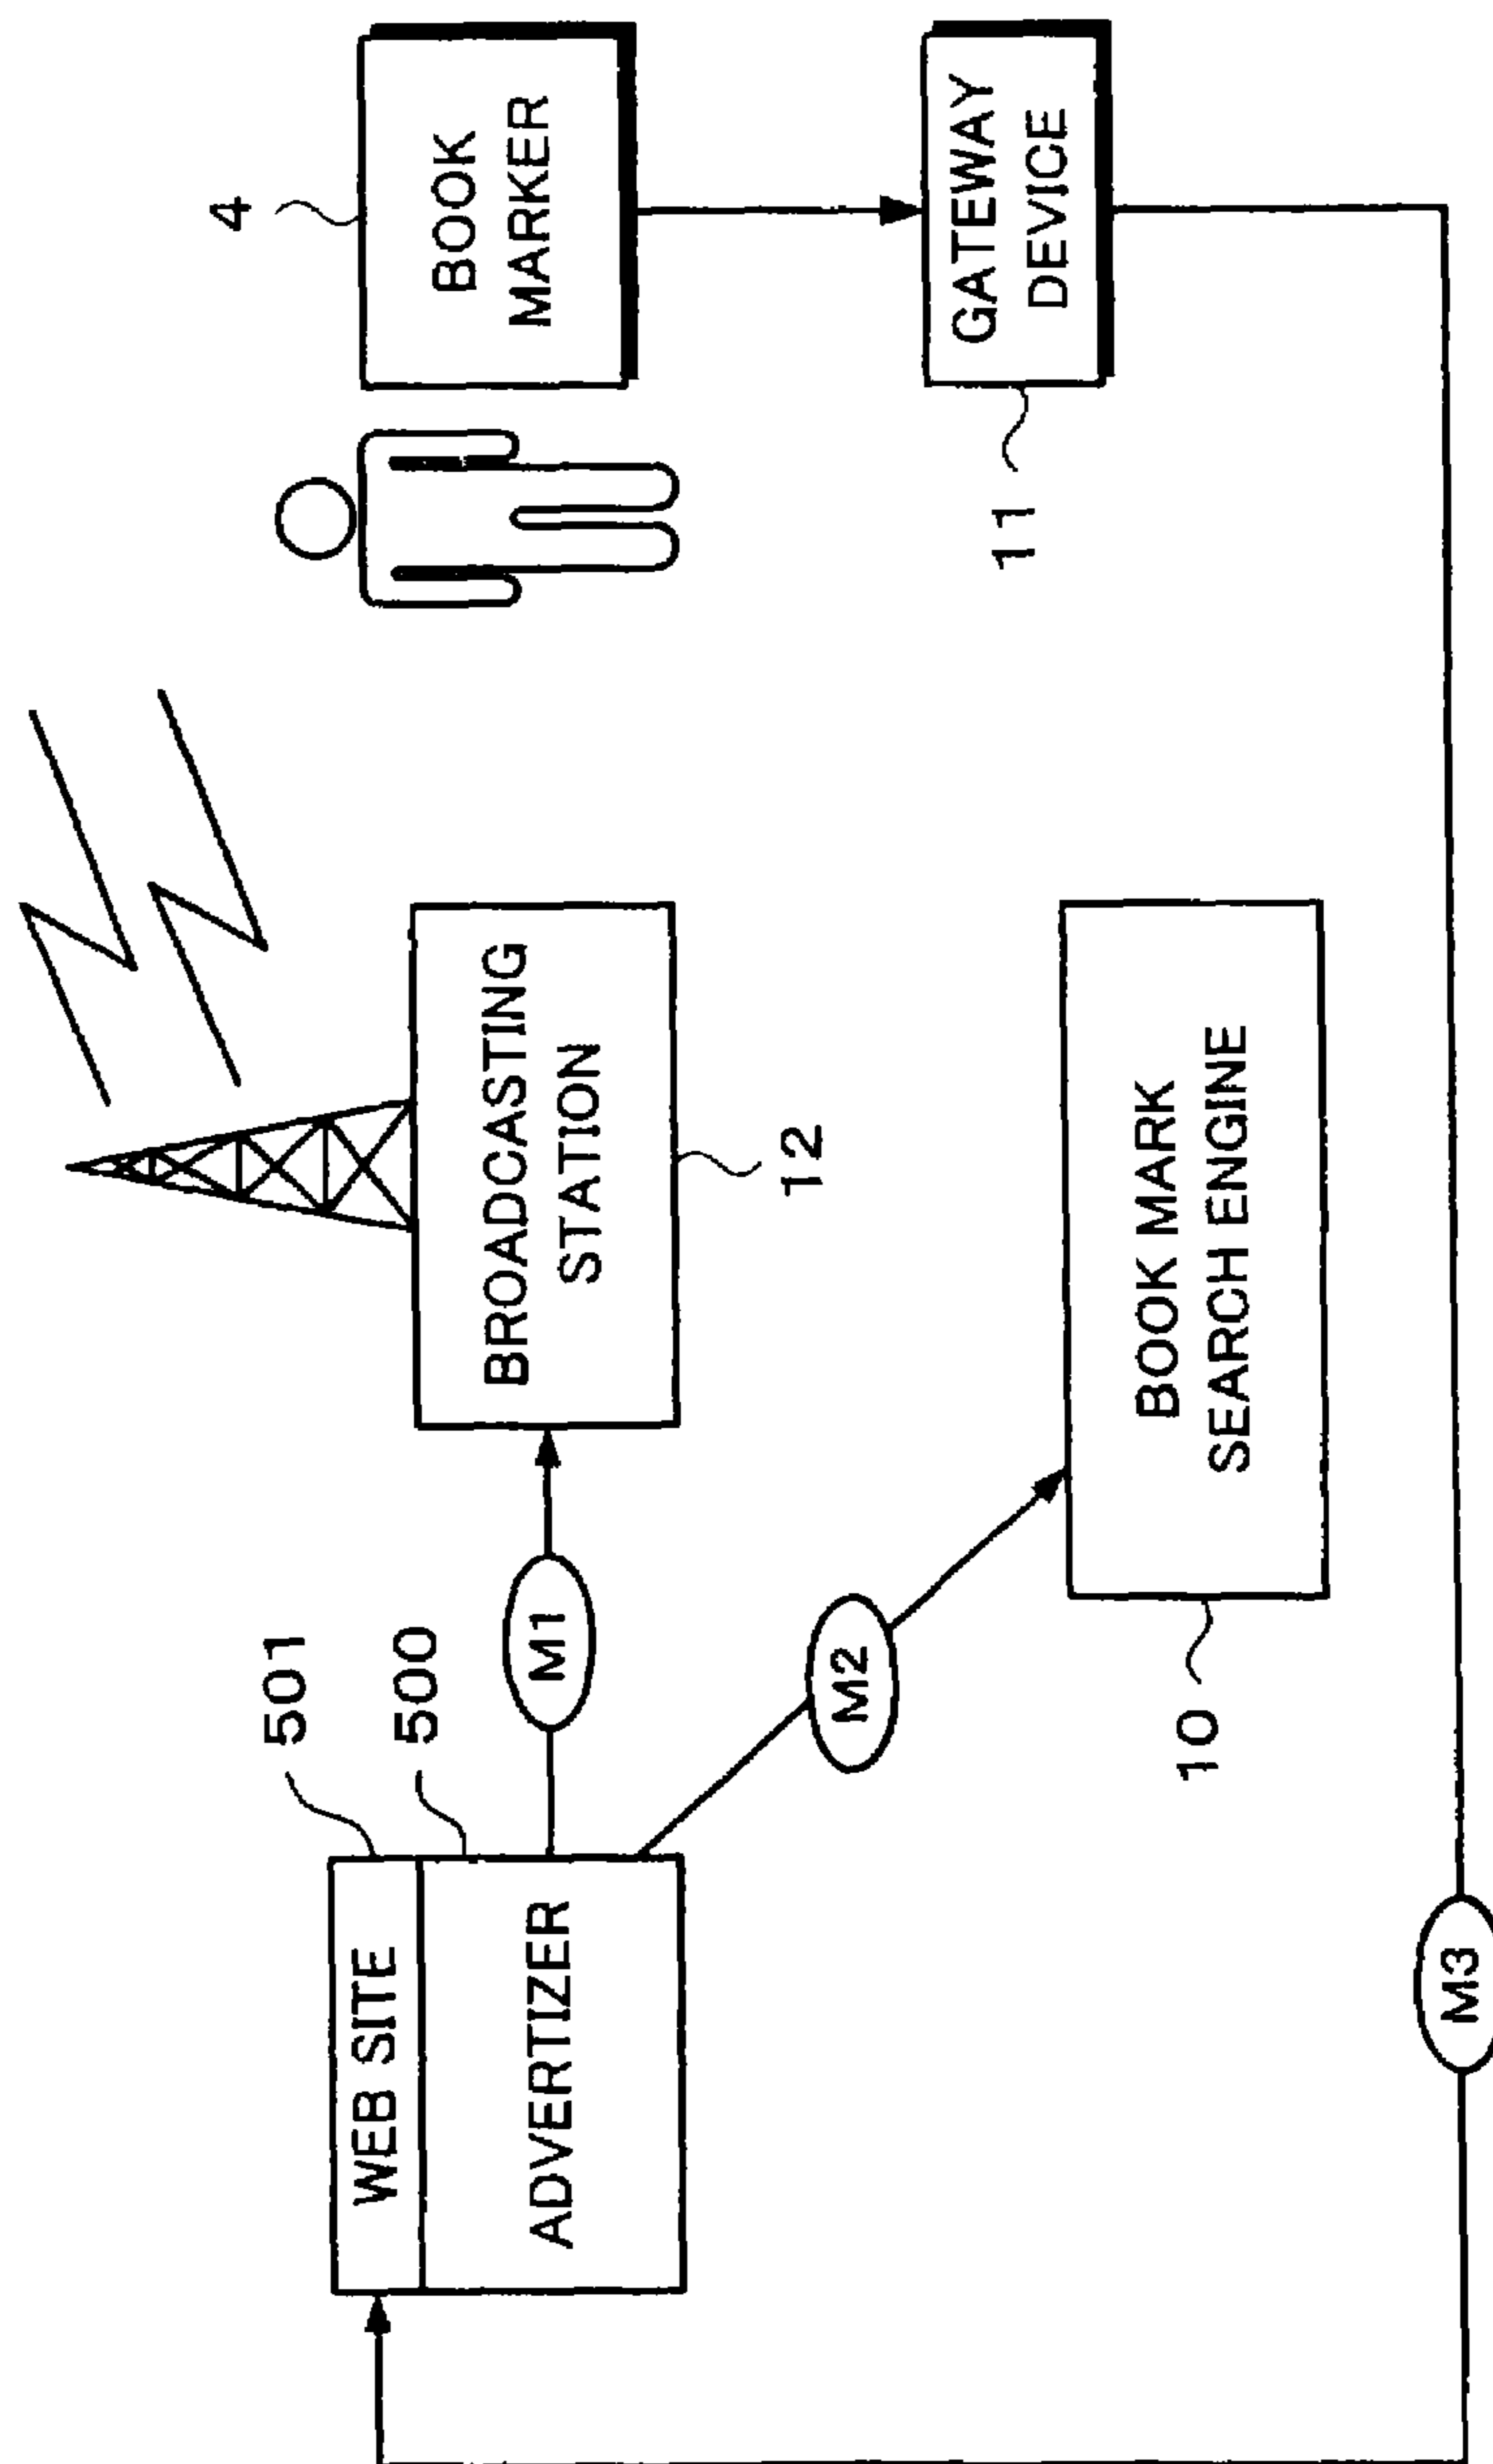 4
BOOK
MARKER
GATEWAY
DEVICE
11
BROADCASTING
STATION
12
BOOK MARK
SEARCH ENGINE
10
501
500
M1
M2
WEB SITE
ADVERTIZER
M3